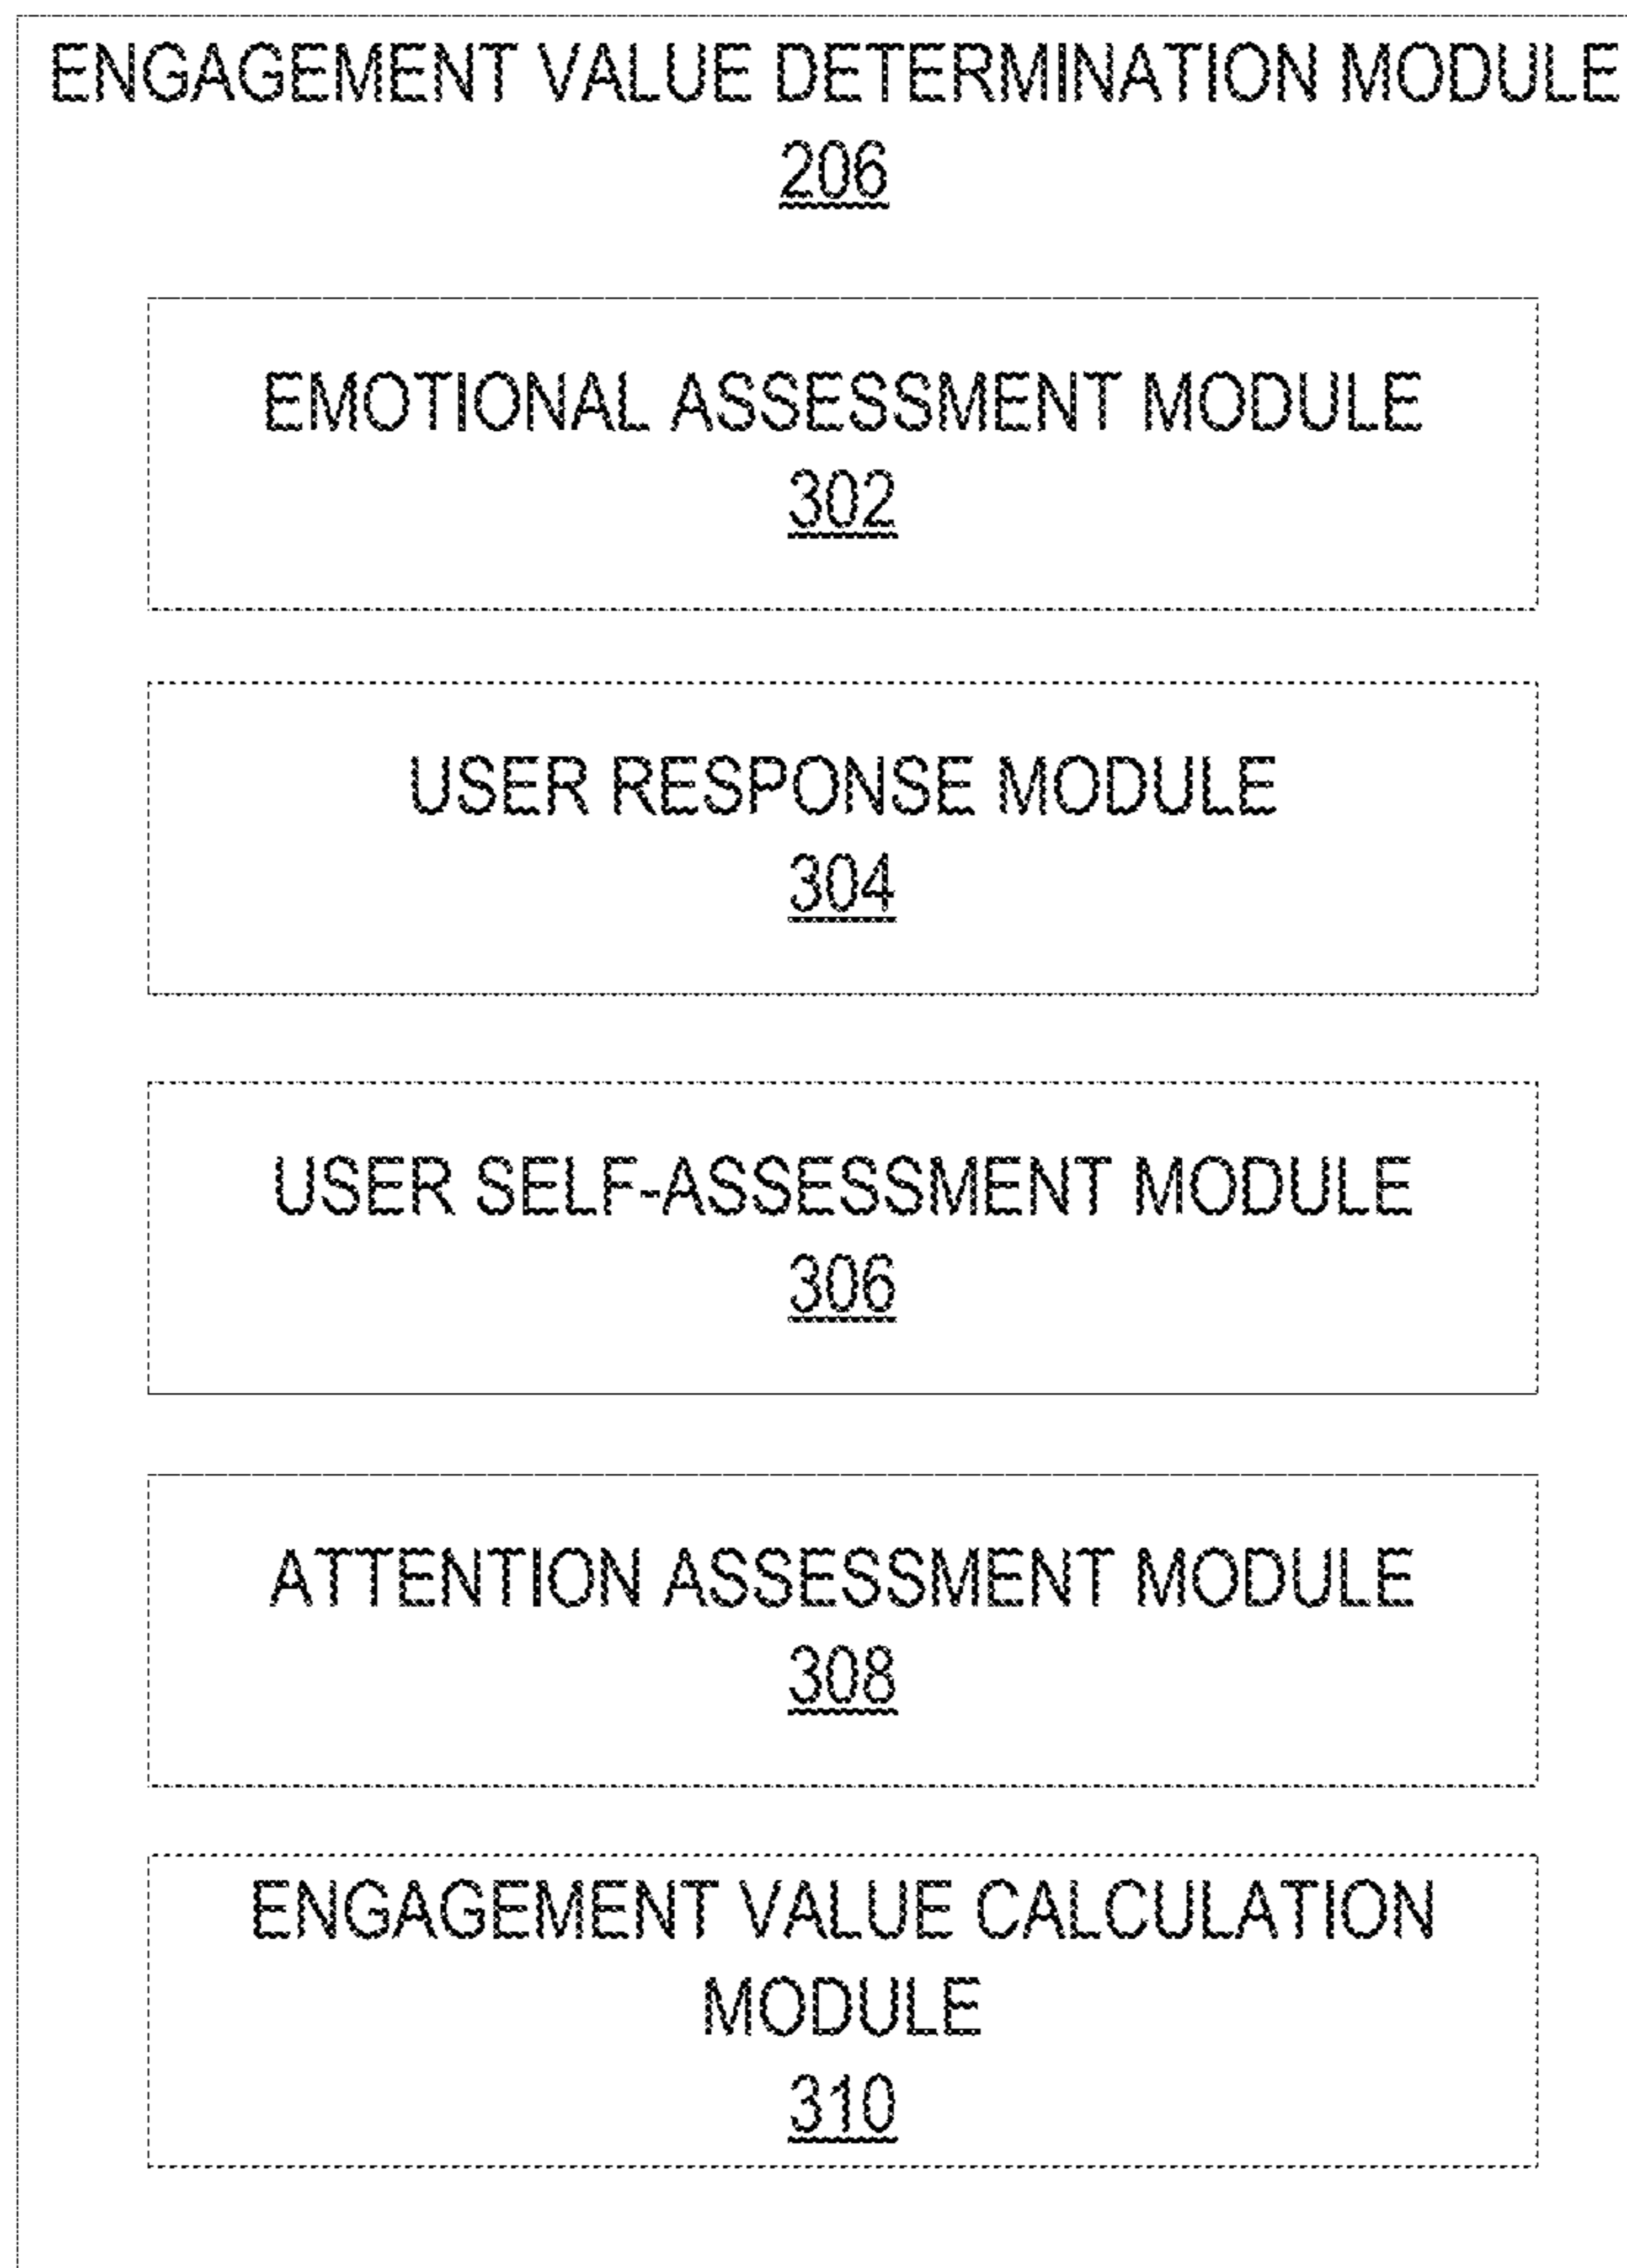 ENGAGEMENT VALUE DETERMINATION MODULE
206
EMOTIONAL ASSESSMENT MODULE
302
USER RESPONSE MODULE
304
USER SELF-ASSESSMENT MODULE
306
ATTENTION ASSESSMENT MODULE
308
ENGAGEMENT VALUE CALCULATION
MODULE
310